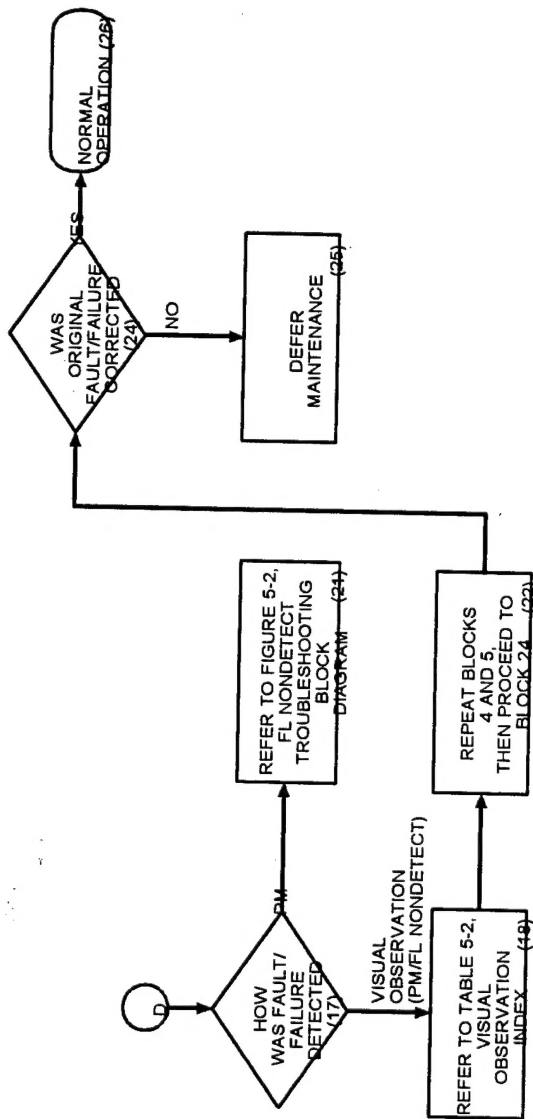 D
HOW
WAS FAULT/
FAILURE
DETECTED
(17)
PM
REFER TO FIGURE 5-2,
FL NONDETECT
TROUBLESHOOTING
BLOCK
DIAGRAM (21)
VISUAL
OBSERVATION
(PM/FL NONDETECT)
REFER TO TABLE 5-2,
VISUAL
OBSERVATION
INDEX (18)
REPEAT BLOCKS
4 AND 5,
THEN PROCEED TO
BLOCK 24 (22)
WAS
ORIGINAL
FAULT/FAILURE
CORRECTED
(24)
YES
NORMAL
OPERATION (26)
NO
DEFER
MAINTENANCE
(25)